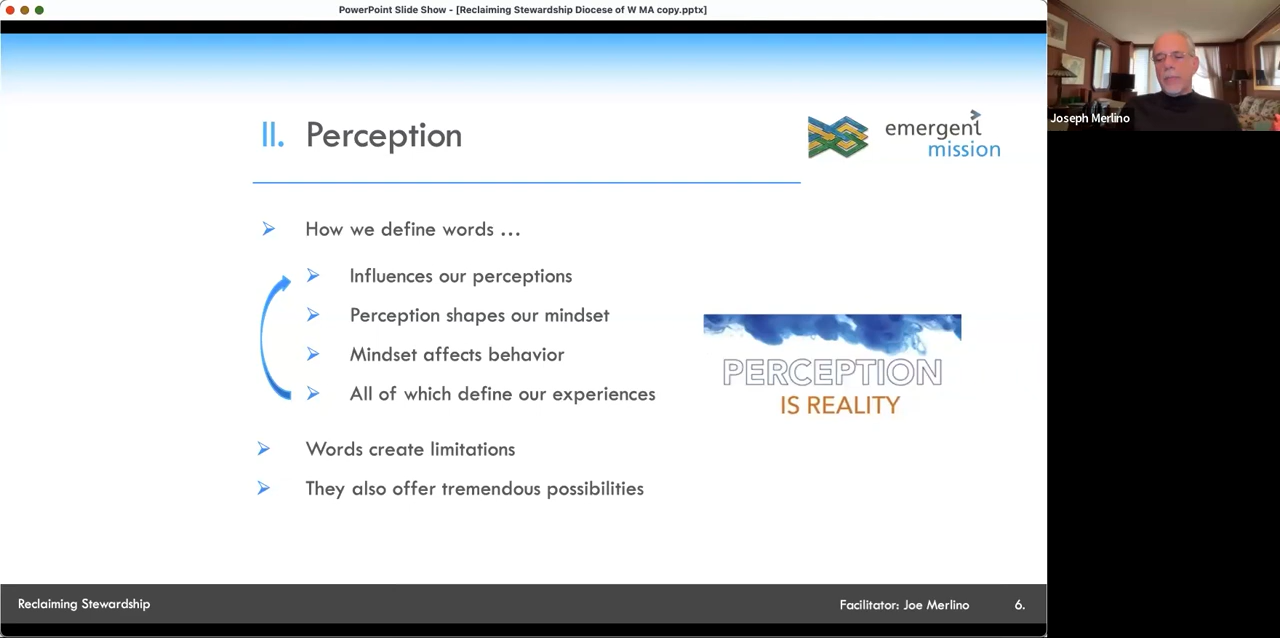 PowerPoint Slide Show - [Reclaiming Stewardship Diocese of W MA copy.pptx]
II. Perception
emergent
mission
How we define words …
Influences our perceptions
Perception shapes our mindset
Mindset affects behavior
All of which define our experiences
PERCEPTION
IS REALITY
Words create limitations
They also offer tremendous possibilities
Reclaiming Stewardship
Facilitator: Joe Merlino
6.
Joseph Merlino